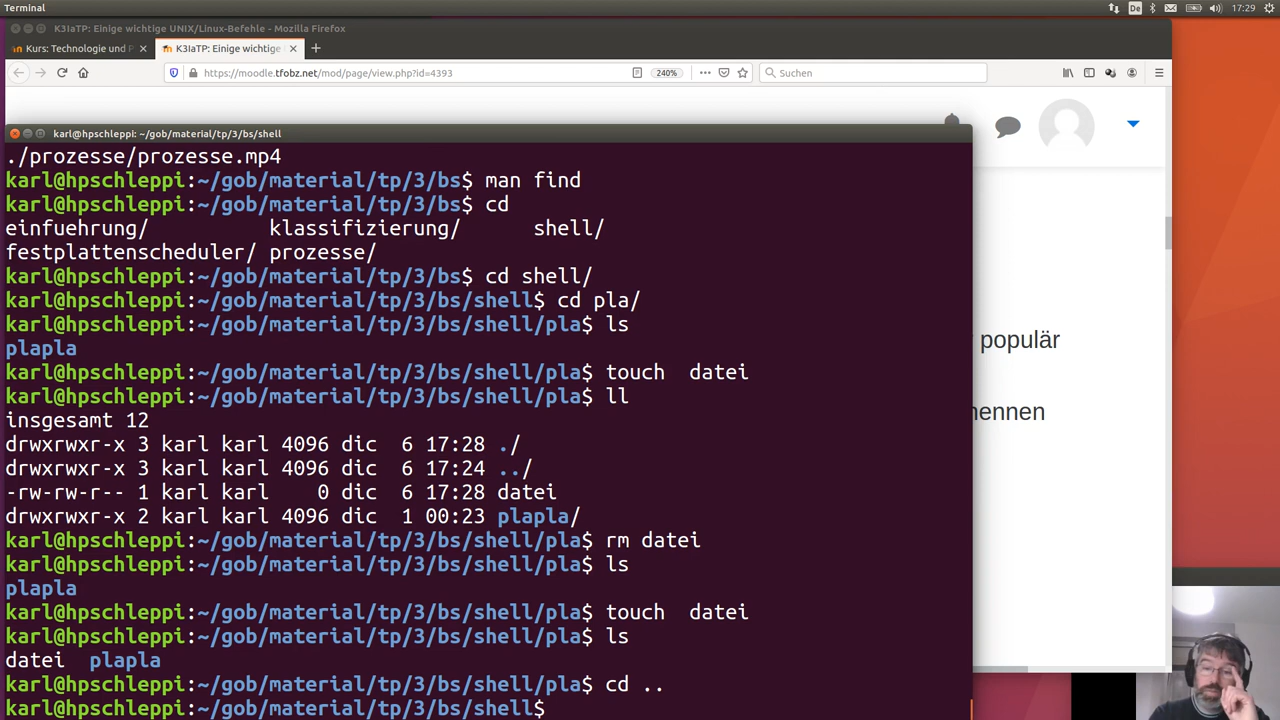 Terminal
De
17:29
K3IaTP: Einige wichtige UNIX/Linux-Befehle - Mozilla Firefox
Kurs: Technologie und P
K3IaTP: Einige wichtige
https://moodle.tfobz.net/mod/page/view.php?id=4393
240%
Suchen
karl@hpschleppi: ~/gob/material/tp/3/bs/shell
./prozesse/prozesse.mp4
karl@hpschleppi:~/gob/material/tp/3/bs$ man find
karl@hpschleppi:~/gob/material/tp/3/bs$ cd
einfuehrung/ klassifizierung/ shell/
festplattenscheduler/ prozesse/
karl@hpschleppi:~/gob/material/tp/3/bs$ cd shell/
karl@hpschleppi:~/gob/material/tp/3/bs/shell$ cd pla/
karl@hpschleppi:~/gob/material/tp/3/bs/shell/pla$ ls
plapla
karl@hpschleppi:~/gob/material/tp/3/bs/shell/pla$ touch  datei
karl@hpschleppi:~/gob/material/tp/3/bs/shell/pla$ ll
insgesamt 12
drwxrwxr-x 3 karl karl 4096 dic  6 17:28 ./
drwxrwxr-x 3 karl karl 4096 dic  6 17:24 ../
-rw-rw-r-- 1 karl karl    0 dic  6 17:28 datei
drwxrwxr-x 2 karl karl 4096 dic  1 00:23 plapla/
karl@hpschleppi:~/gob/material/tp/3/bs/shell/pla$ rm datei
karl@hpschleppi:~/gob/material/tp/3/bs/shell/pla$ ls
plapla
karl@hpschleppi:~/gob/material/tp/3/bs/shell/pla$ touch  datei
karl@hpschleppi:~/gob/material/tp/3/bs/shell/pla$ ls
datei  plapla
karl@hpschleppi:~/gob/material/tp/3/bs/shell/pla$ cd ..
karl@hpschleppi:~/gob/material/tp/3/bs/shell$
populär
nennen